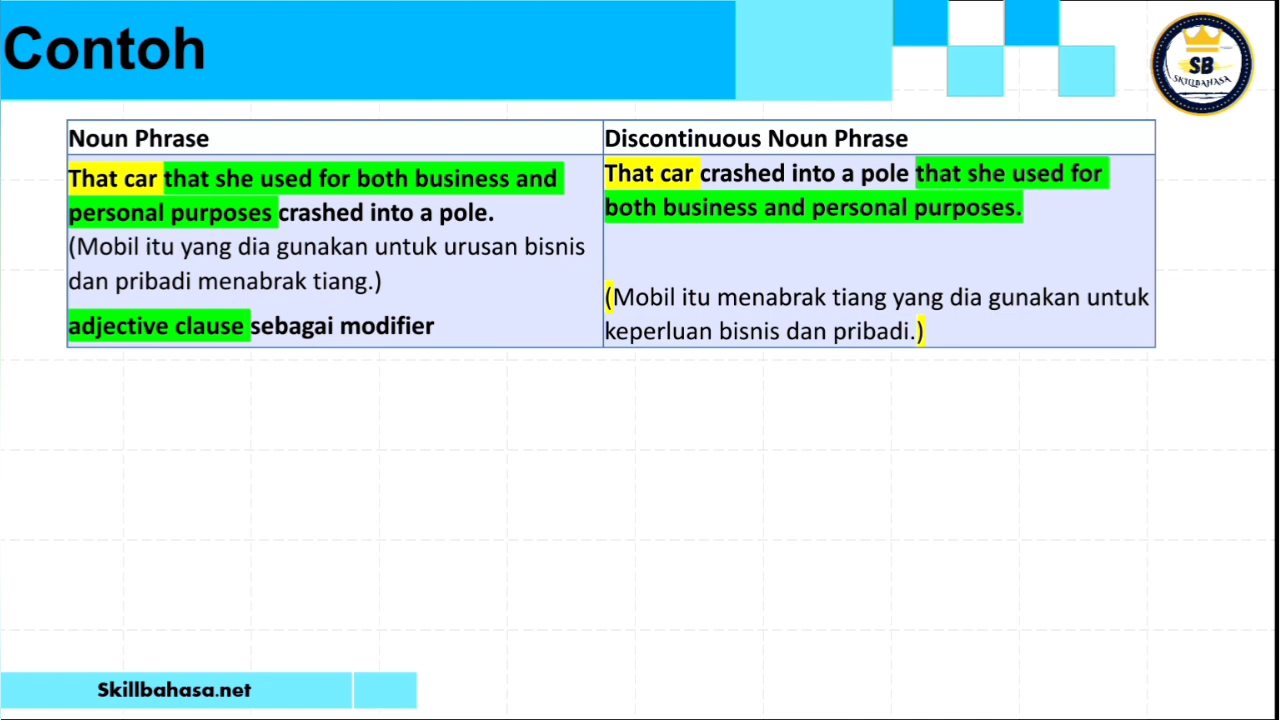 Contoh
SB
SKILLBAHASA
Noun Phrase
That car that she used for both business and
personal purposes crashed into a pole.
(Mobil itu yang dia gunakan untuk urusan bisnis
dan pribadi menabrak tiang.)
adjective clause sebagai modifier
Discontinuous Noun Phrase
That car crashed into a pole that she used for
both business and personal purposes.
(Mobil itu menabrak tiang yang dia gunakan untuk
keperluan bisnis dan pribadi.)
Skillbahasa.net